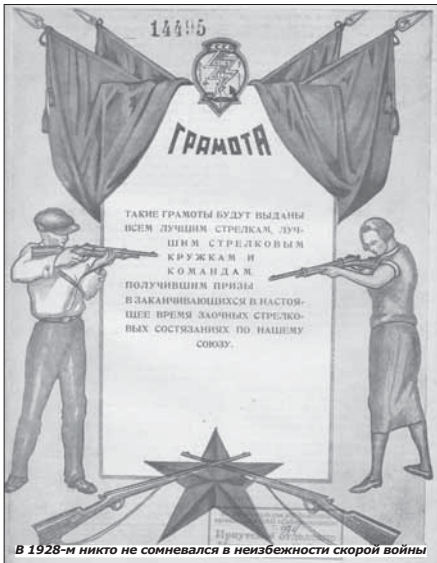 14495
СССР
ГРАМОТА
ТАКИЕ ГРАМОТЫ БУДУТ ВЫДАНЫ
ВСЕМ ЛУЧШИМ СТРЕЛКАМ, ЛУЧ-
ШИМ СТРЕЛКОВЫМ
КРУЖКАМ И
КОМАНДАМ,
ПОЛУЧИВШИМ ПРИЗЫ
В ЗАКАНЧИВАЮЩИХСЯ В НАСТОЯ-
ЩЕЕ ВРЕМЯ ЗАОЧНЫХ СТРЕЛКО-
ВЫХ СОСТЯЗАНИЯХ ПО НАШЕМУ
СОЮЗУ.
В 1928-м никто не сомневался в неизбежности скорой войны